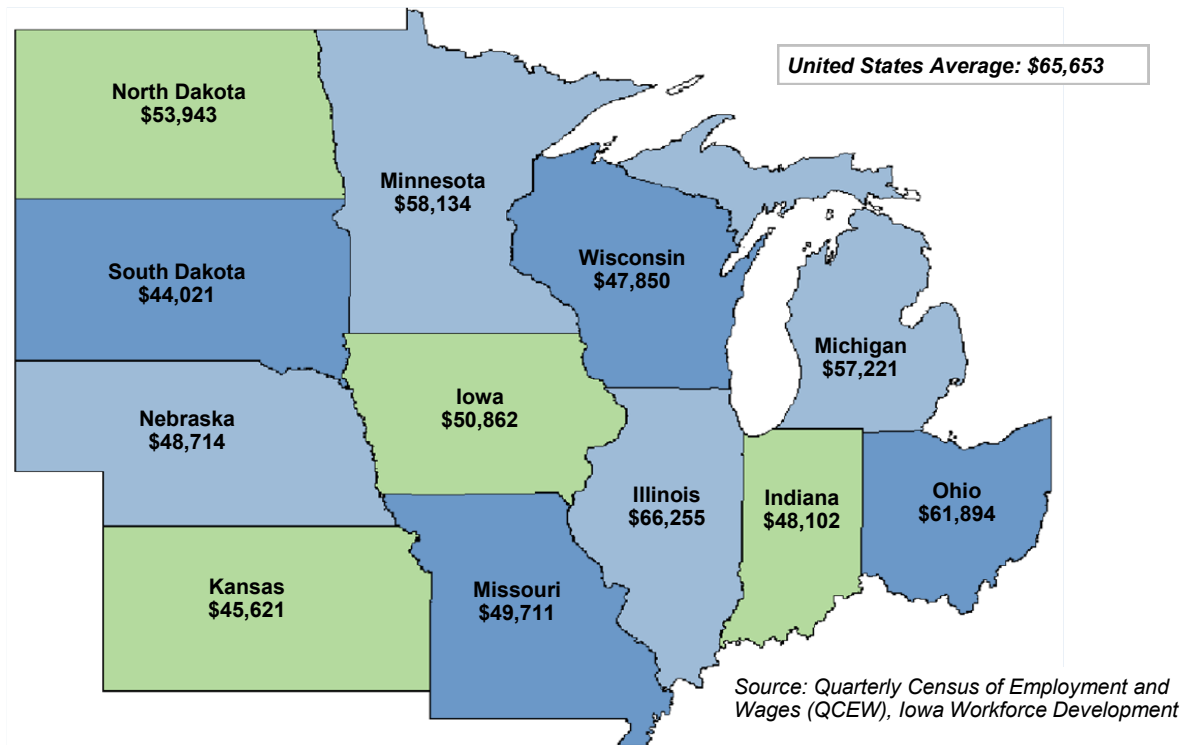 United States Average: $65,653
North Dakota
$53,943
Minnesota
$58,134
South Dakota
$44,021
Wisconsin
$47,850
Michigan
$57,221
Nebraska
$48,714
Iowa
$50,862
Illinois
$66,255
Indiana
$48,102
Ohio
$61,894
Kansas
$45,621
Missouri
$49,711
Source: Quarterly Census of Employment and
Wages (QCEW), Iowa Workforce Development